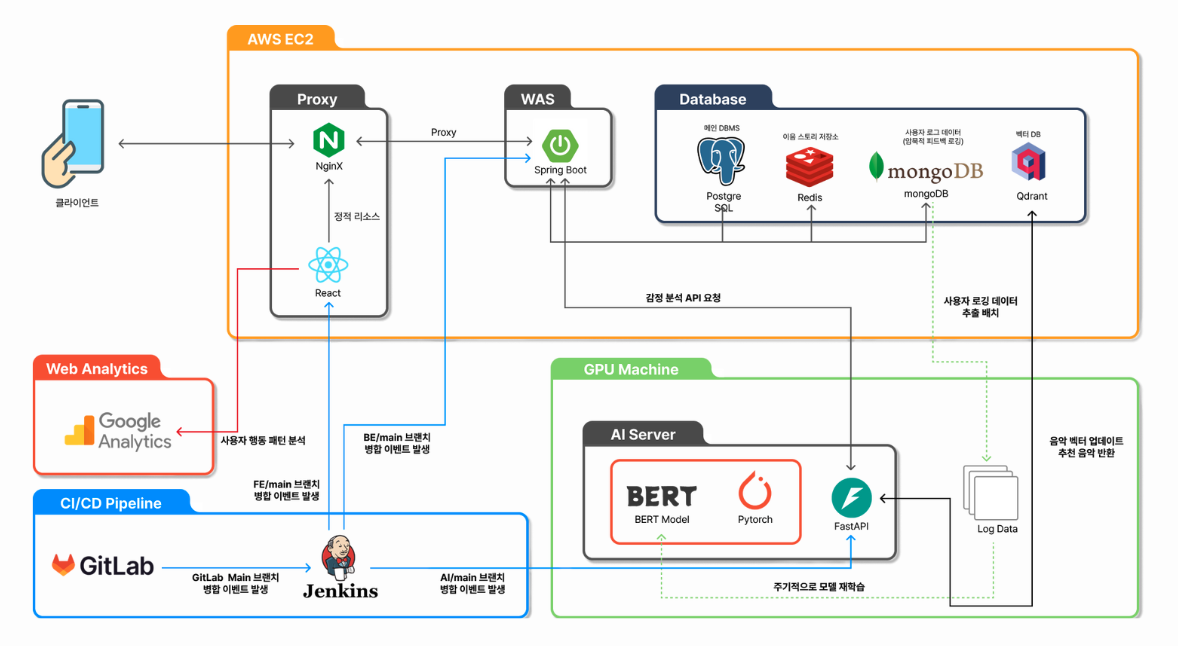 AWS EC2
Proxy
NginX
정적 리소스
React
Proxy
WAS
Spring Boot
Database
메인 DBMS
Postgre
SQL
이용 스토리 저장소
Redis
사용자 로그 데이터
(암묵적 피드백 로깅)
mongoDB
mongoDB
벡터 DB
Qdrant
클라이언트
감정 분석 API 요청
사용자 로깅 데이터
추출 배치
Web Analytics
Google
Analytics
사용자 행동 패턴 분석
BE/main 브랜치
병합 이벤트 발생
FE/main 브랜치
병합 이벤트 발생
CI/CD Pipeline
GitLab
GitLab Main 브랜치
병합 이벤트 발생
Jenkins
AI/main 브랜치
병합 이벤트 발생
GPU Machine
AI Server
BERT
BERT Model
Pytorch
FastAPI
Log Data
음악 벡터 업데이트
추천 음악 반환
주기적으로 모델 재학습